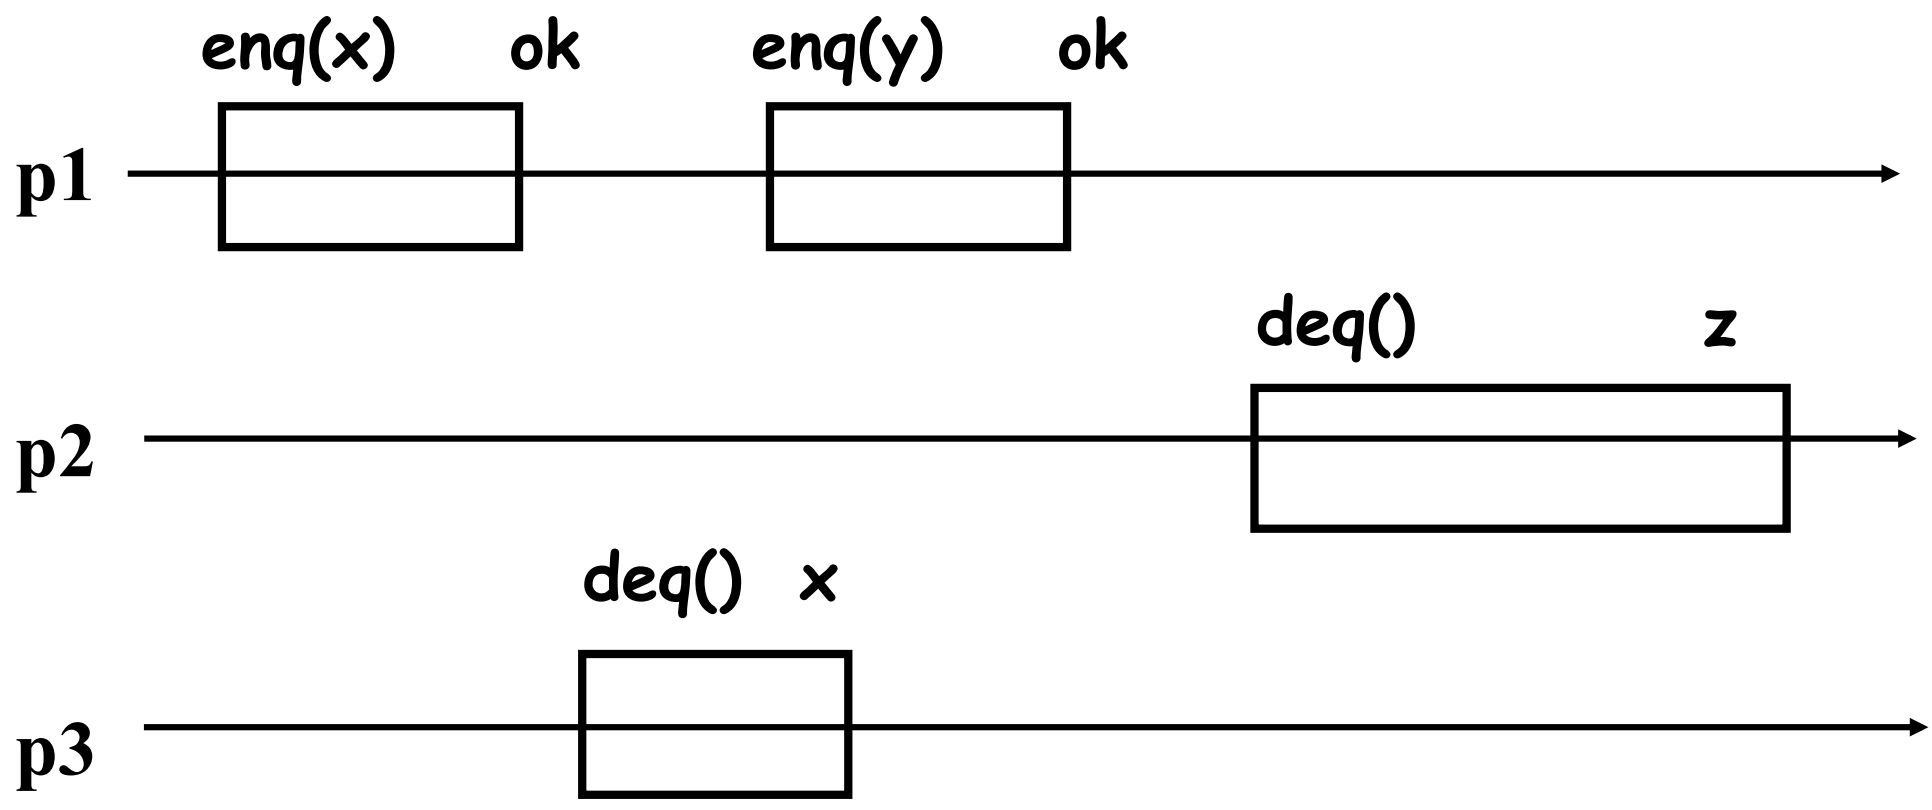 enq(x) ok enq(y) ok
p1
deq() z
p2
deq() x
p3